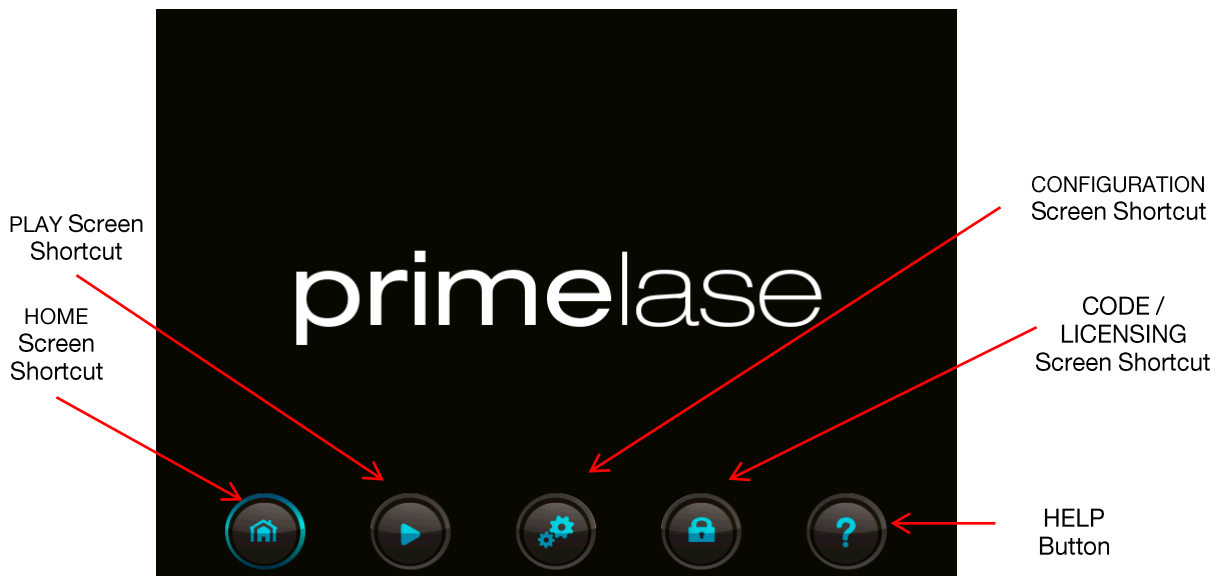 PLAY Screen
Shortcut
HOME
Screen
Shortcut
primelase
CONFIGURATION
Screen Shortcut
CODE /
LICENSING
Screen Shortcut
?
HELP
Button